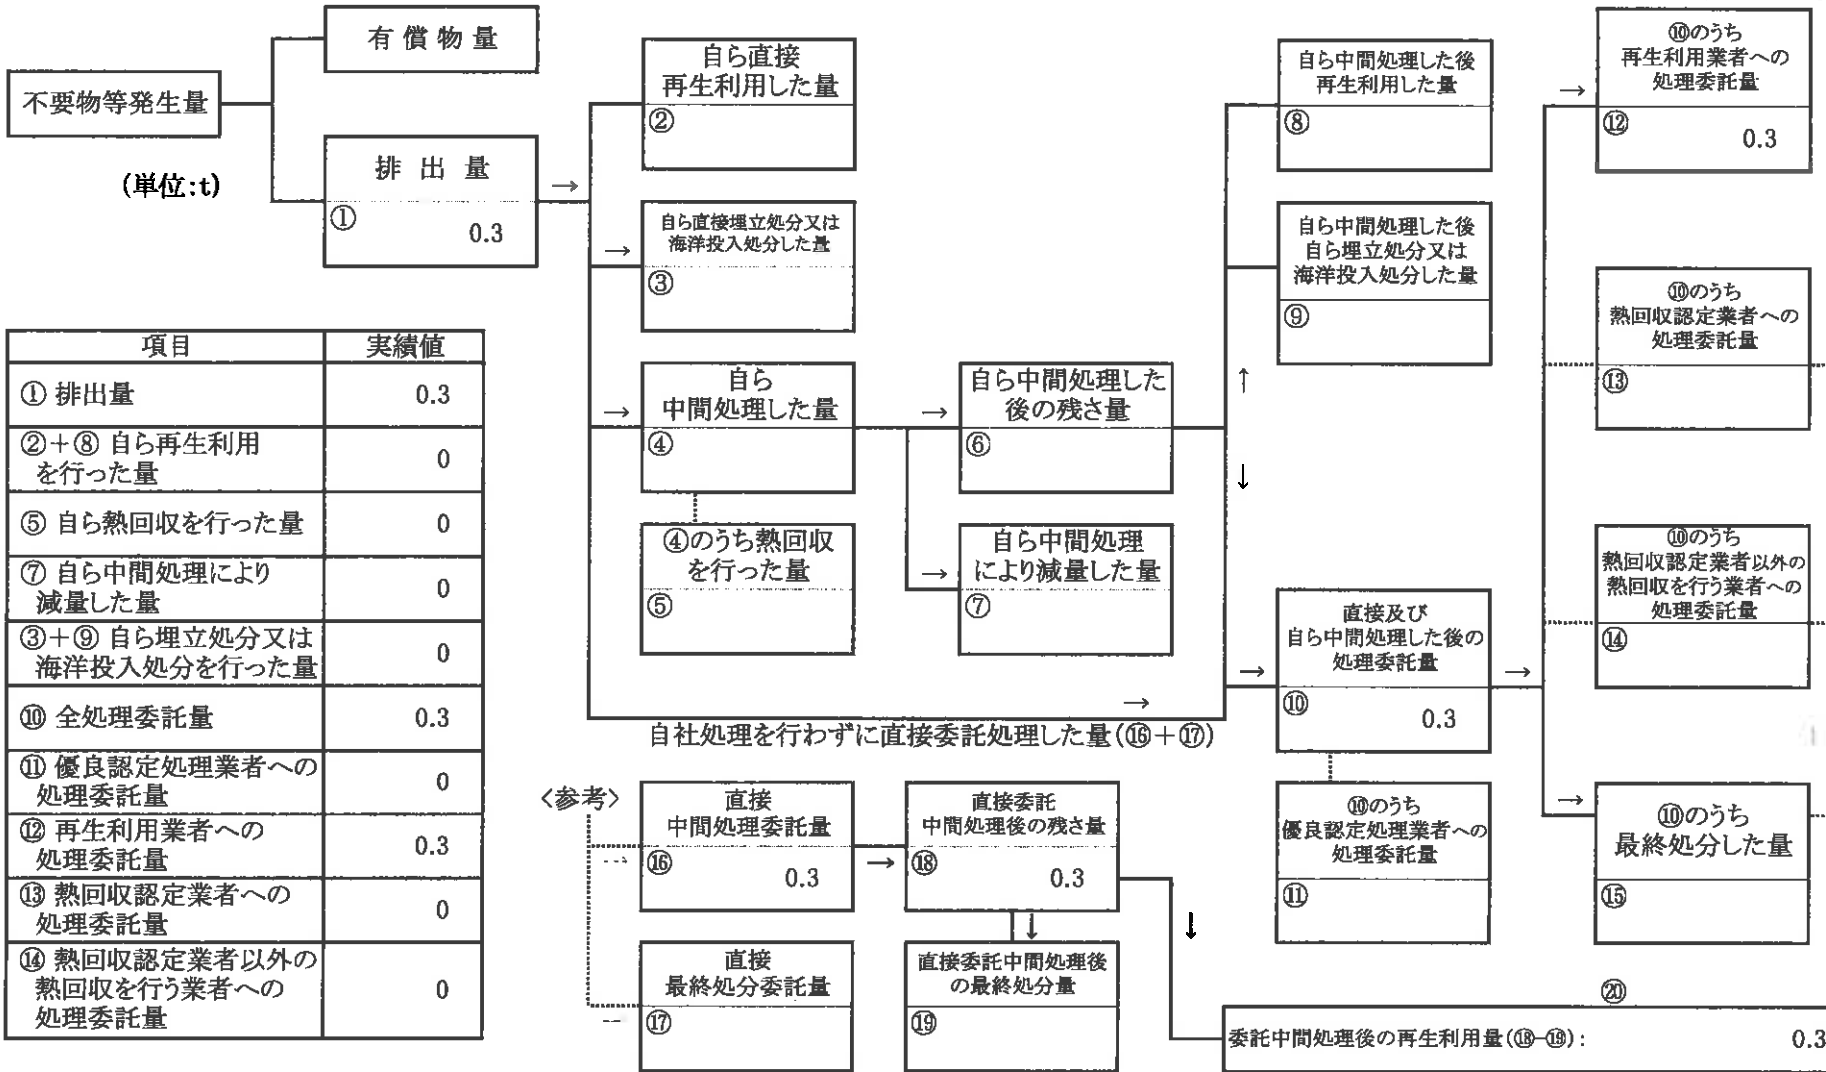 有償物量
不要物等発生量
(単位:t)
排出量
①
0.3
→
自ら直接
再生利用した量
②
→
自ら直接埋立処分又は
海洋投入処分した量
③
→
自ら
中間処理した量
④
④のうち熱回収
を行った量
⑤
→
自ら中間処理した
後の残さ量
⑥
→
自ら中間処理
により減量した量
⑦
↑
↓
自ら中間処理した後
再生利用した量
⑧
自ら中間処理した後
自ら埋立処分又は
海洋投入処分した量
⑨
→
→
直接及び
自ら中間処理した後の
処理委託量
⑩
0.3
→
⑩のうち
優良認定処理業者への
処理委託量
⑪
→
⑩のうち
再生利用業者への
処理委託量
⑫
0.3
⑩のうち
熱回収認定業者への
処理委託量
⑬
⑩のうち
熱回収認定業者以外の
熱回収を行う業者への
処理委託量
⑭
→
⑩のうち
最終処分した量
⑮
自社処理を行わずに直接委託処理した量(⑯+⑰)
〈参考〉
直接
中間処理委託量
⑯
0.3
→
直接委託
中間処理後の残さ量
⑱
0.3
↓
↓
直接
最終処分委託量
⑰
直接委託中間処理後
の最終処分量
⑲
⑳
委託中間処理後の再生利用量(⑱-⑲):
0.3
項目 実績値
① 排出量 0.3
②+⑧ 自ら再生利用
を行った量 0
⑤ 自ら熱回収を行った量 0
⑦ 自ら中間処理により
減量した量 0
③+⑨ 自ら埋立処分又は
海洋投入処分を行った量 0
⑩ 全処理委託量 0.3
⑪ 優良認定処理業者への
処理委託量 0
⑫ 再生利用業者への
処理委託量 0.3
⑬ 熱回収認定業者への
処理委託量 0
⑭ 熱回収認定業者以外の
熱回収を行う業者への
処理委託量 0